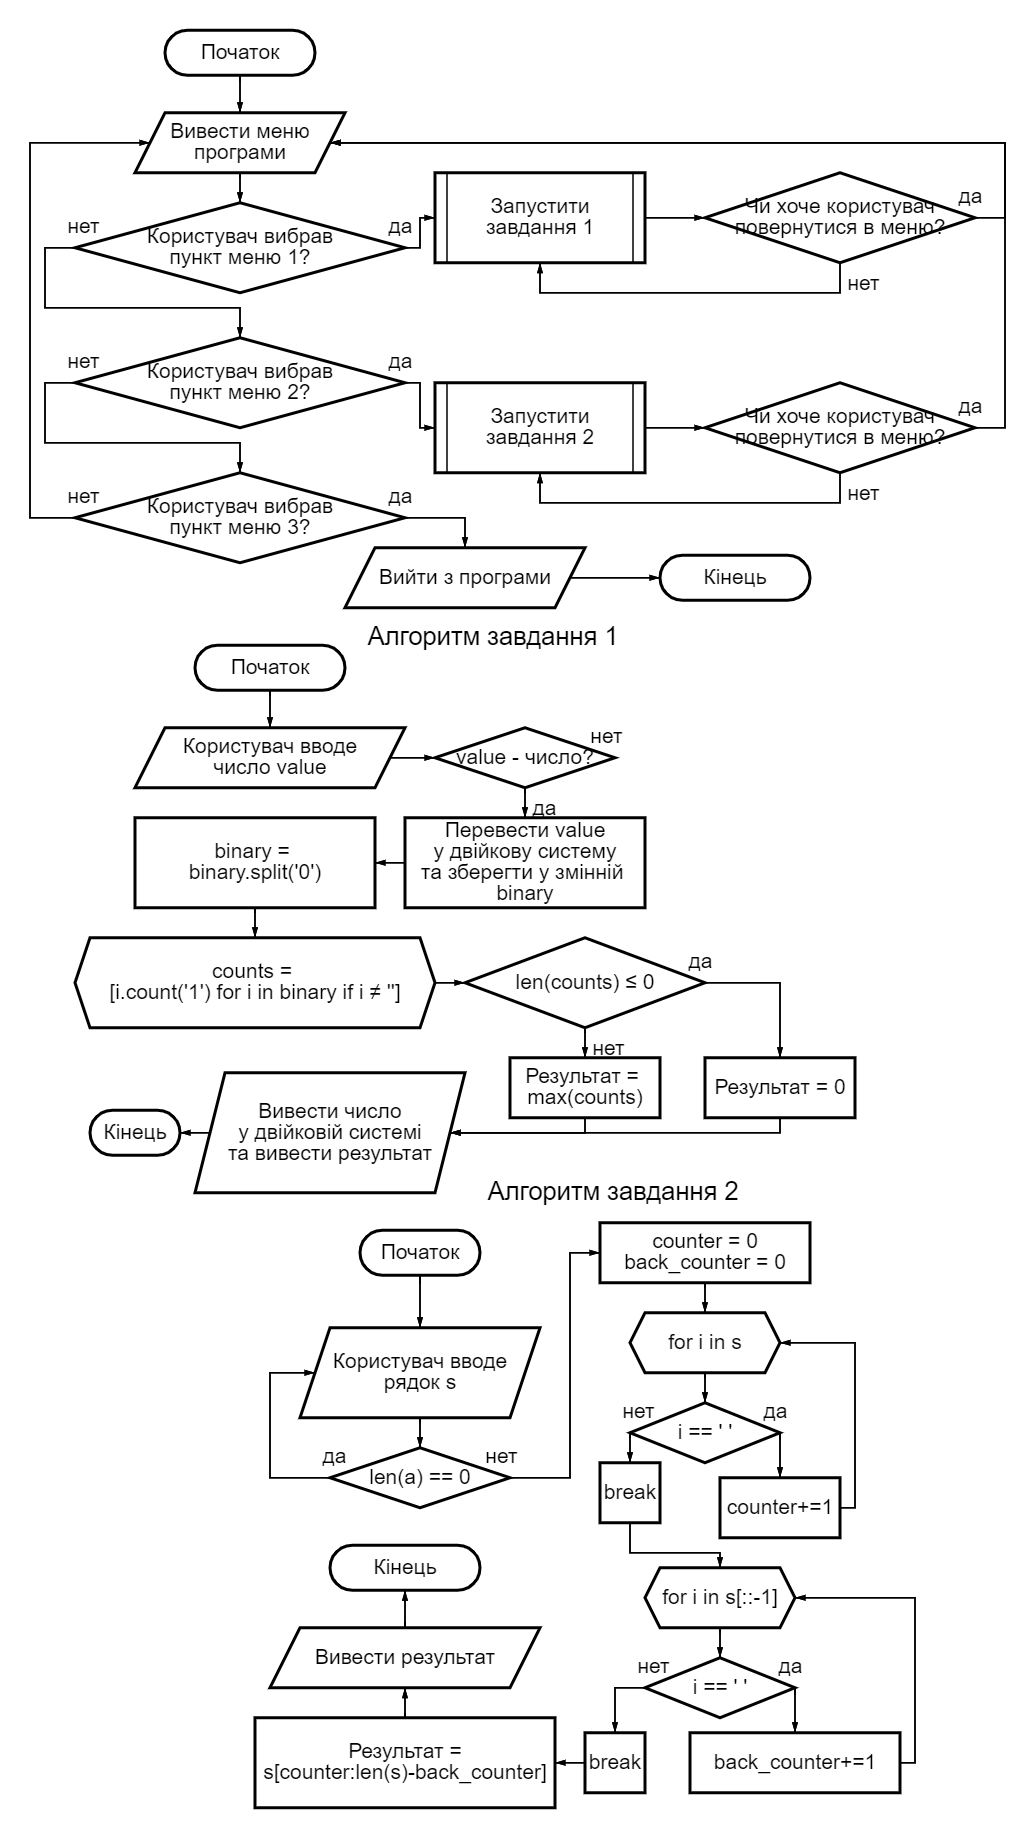 Початок
Вивести меню
програми
нет
Користувач вибрав
пункт меню 1?
да
Запустити
завдання 1
Чи хоче користувач
повернутися в меню?
да
нет
нет
Користувач вибрав
пункт меню 2?
да
Запустити
завдання 2
Чи хоче користувач
повернутися в меню?
да
нет
нет
Користувач вибрав
пункт меню 3?
да
Вийти з програми
Кінець
Алгоритм завдання 1
Початок
Користувач вводе
число value
value - число?
нет
да
Перевести value
у двійкову систему
та зберегти у змінній
binary
binary =
binary.split('0')
counts =
[i.count('1') for i in binary if i ≠ '']
len(counts) ≤ 0
да
нет
Результат =
max(counts)
Результат = 0
Вивести число
у двійковій системі
та вивести результат
Кінець
Алгоритм завдання 2
Початок
Користувач вводе
рядок s
да
len(a) == 0
нет
counter = 0
back_counter = 0
for i in s
нет
i == ' '
да
break
counter+=1
for i in s[::-1]
нет
i == ' '
да
break
back_counter+=1
Результат =
s[counter:len(s)-back_counter]
Вивести результат
Кінець